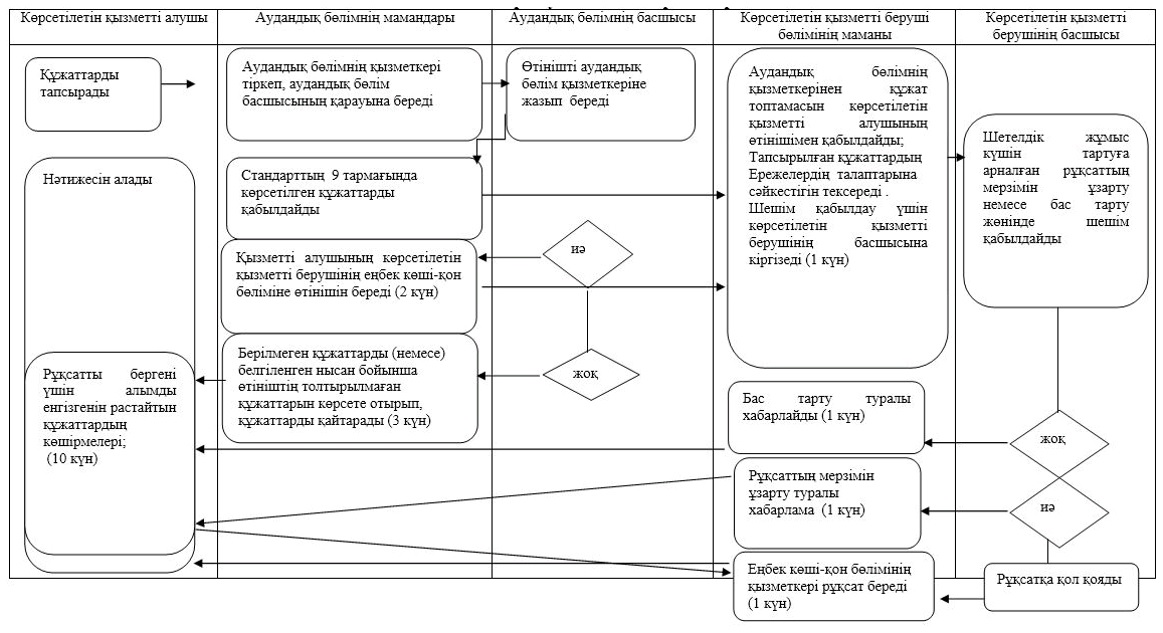 Көрсетілетін қызметті алушы
Аудандық бөлімнің мамандары
Аудандық бөлімнің басшысы
Көрсетілетін қызметті беруші
бөлімінің маманы
Көрсетілетін қызметті
берушінің басшысы
Құжаттарды
тапсырады
Аудандық бөлімнің қызметкері
тіркеп, аудандық бөлім
басшысының қарауына береді
Өтінішті аудандық
бөлім қызметкеріне
жазып береді
Аудандық бөлімнің
қызметкерінен құжат
топтамасын көрсетілетін
қызметті алушының
өтінішімен қабылдайды;
Тапсырылған құжаттардың
Ережелердің талаптарына
сәйкестігін тексереді .
Шешім қабылдау үшін
көрсетілетін қызметті
берушінің басшысына
кіргізеді (1 күн)
Шетелдік жұмыс
күшін тартуға
арналған рұқсаттың
мерзімін ұзарту
немесе бас тарту
жөнінде шешім
қабылдайды
Нәтижесін алады
Стандарттың 9 тармағында
көрсетілген құжаттарды
қабылдайды
иә
Қызметті алушының көрсетілетін
қызметті берушінің еңбек көші-қон
бөліміне өтінішін береді (2 күн)
Берілмеген құжаттарды (немесе)
белгіленген нысан бойынша
өтініштің толтырылмаған
құжаттарын көрсете отырып,
құжаттарды қайтарады (3 күн)
жоқ
Рұқсатты бергені
үшін алымды
енгізгенін растайтын
құжаттардың
көшірмелері;
(10 күн)
Бас тарту туралы
хабарлайды (1 күн)
жоқ
Рұқсаттың мерзімін
ұзарту туралы
хабарлама (1 күн)
иә
Еңбек көші-қон бөлімінің
қызметкері рұқсат береді
(1 күн)
Рұқсатқа қол қояды